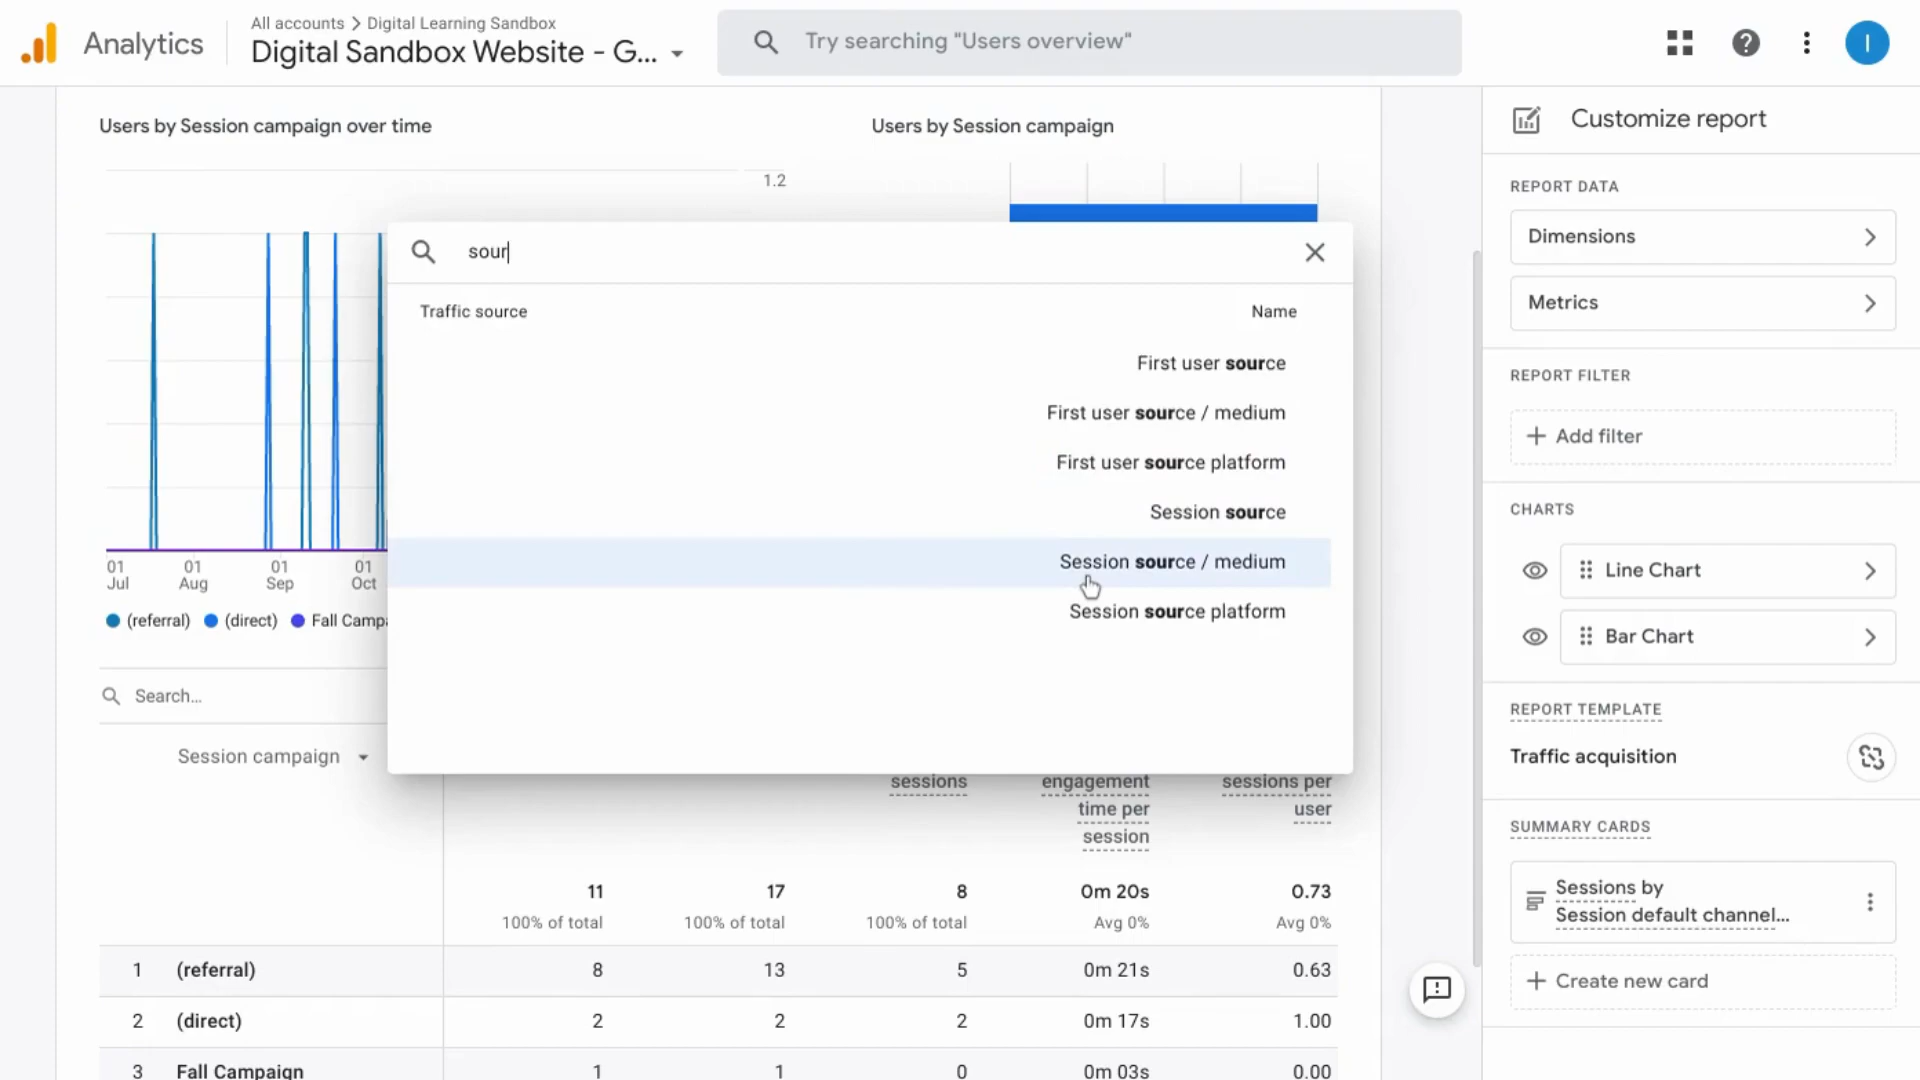 Analytics
All accounts > Digital Learning Sandbox
Digital Sandbox Website - G...
Try searching "Users overview"
I
Users by Session campaign over time
Users by Session campaign
1.2
sour
Traffic source
Name
First user source
First user source / medium
First user source platform
Session source
Session source / medium
Session source platform
01 Jul
01 Aug
01 Sep
01 Oct
(referral)
(direct)
Fall Camp
Search...
Session campaign
sessions
engagement
time per
session
sessions per
user
11 17 8 0m 20s 0.73
100% of total 100% of total 100% of total Avg 0% Avg 0%
1 (referral) 8 13 5 0m 21s 0.63
2 (direct) 2 2 2 0m 17s 1.00
3 Fall Campaign 1 1 0 0m 03s 0.00
Customize report
REPORT DATA
Dimensions
Metrics
REPORT FILTER
+ Add filter
CHARTS
Line Chart
Bar Chart
REPORT TEMPLATE
Traffic acquisition
SUMMARY CARDS
Sessions by
Session default channel...
+ Create new card